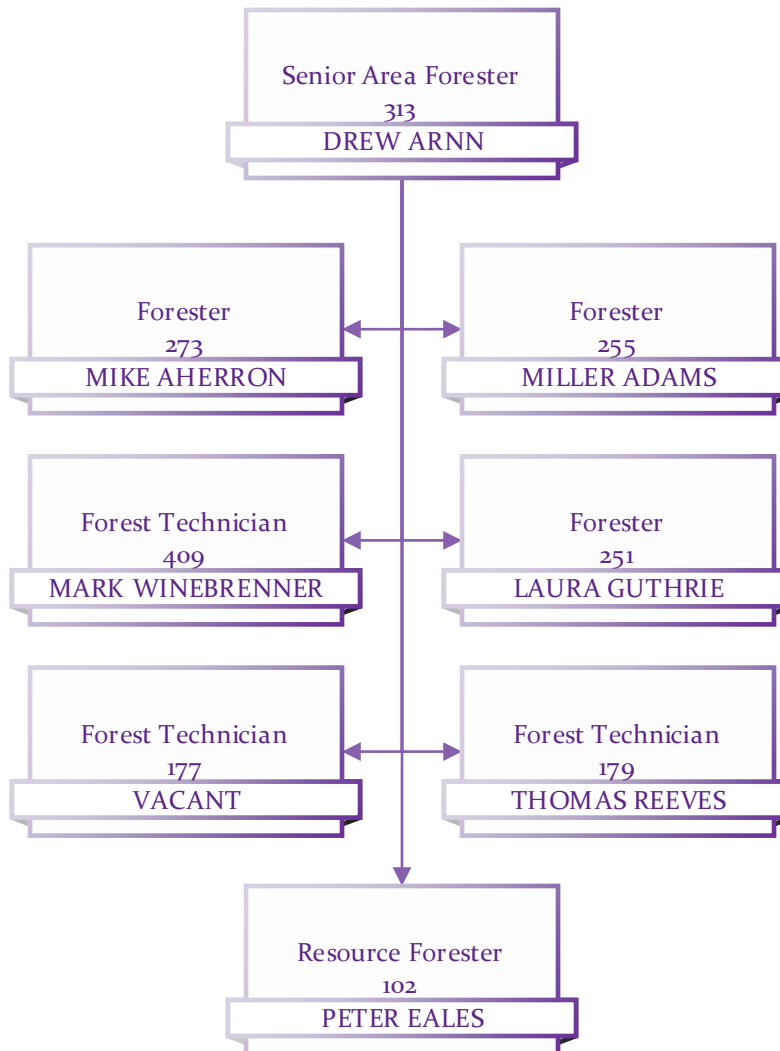 Senior Area Forester
313
DREW ARNN
Forester
273
MIKE AHERRON
Forester
255
MILLER ADAMS
Forest Technician
409
MARK WINEBRENNER
Forester
251
LAURA GUTHRIE
Forest Technician
177
VACANT
Forest Technician
179
THOMAS REEVES
Resource Forester
102
PETER EALES